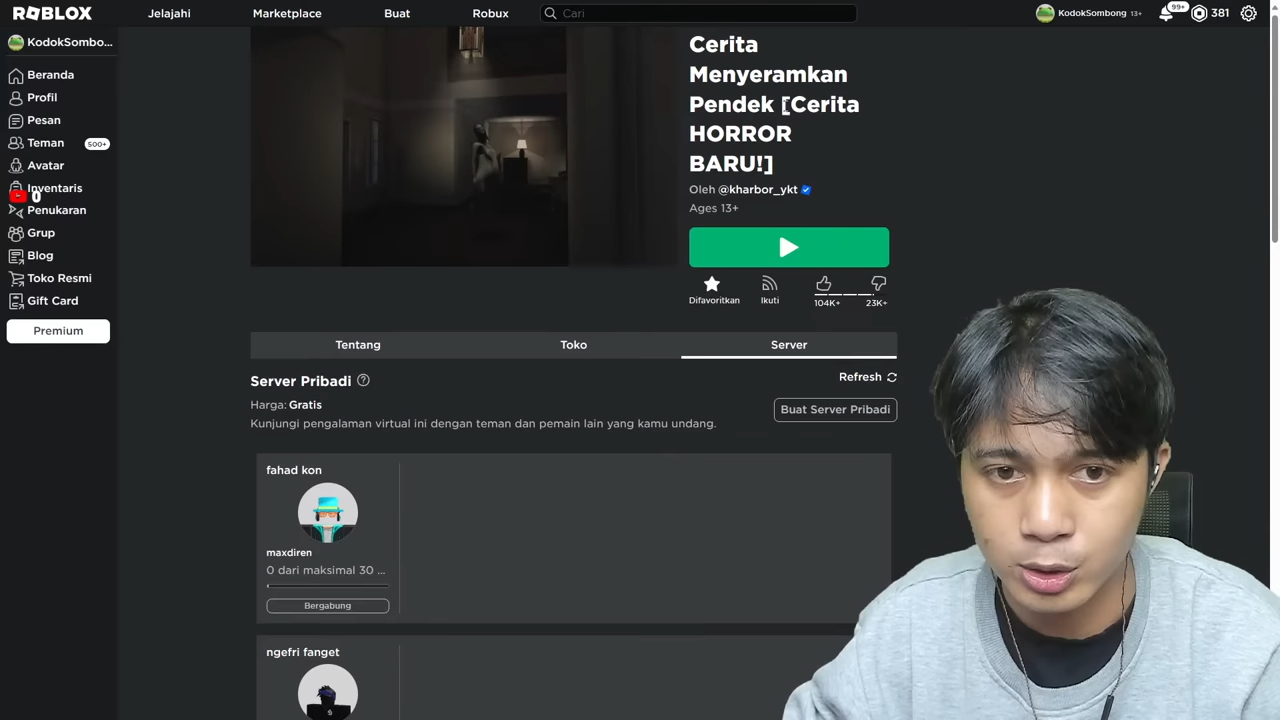 ROBLOX
Jelajahi
Marketplace
Buat
Robux
Cari
KodokSombong 13+
99+
381
KodokSombo...
Beranda
Profil
Pesan
Teman
500+
Avatar
Inventaris
0
Penukaran
Grup
Blog
Toko Resmi
Gift Card
Premium
Cerita
Menyeramkan
Pendek [Cerita
HORROR
BARU!]
Oleh @kharbor_ykt
Ages 13+
Difavoritkan
Ikuti
104K+
23K+
Tentang
Toko
Server
Server Pribadi
Refresh
Harga: Gratis
Buat Server Pribadi
Kunjungi pengalaman virtual ini dengan teman dan pemain lain yang kamu undang.
fahad kon
maxdiren
0 dari maksimal 30 ...
Bergabung
ngefri fanget